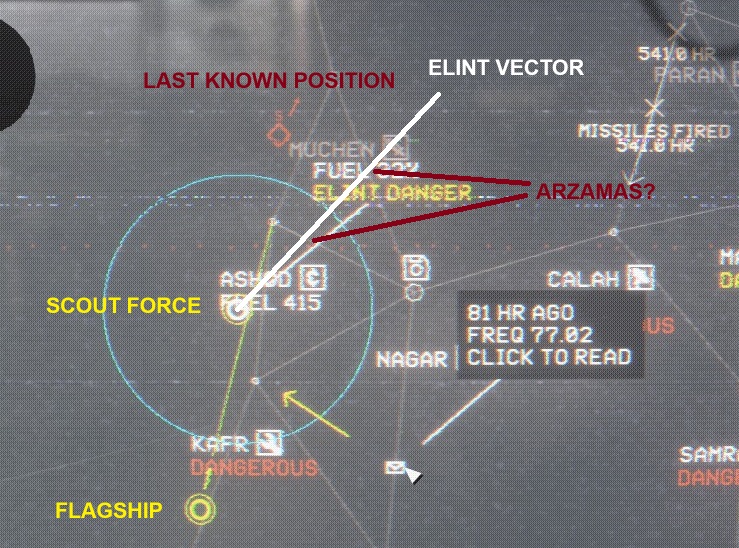 541.0 HR
PARAN
ELINT VECTOR
LAST KNOWN POSITION
S
MISSILES FIRED
541.0 HR
MUCHEN
FUEL
ELINT DANGER
ARZAMAS?
ASHOD
FUEL 415
CALAH
SCOUT FORCE
81 HR AGO
FREQ 77.02
CLICK TO READ
NAGAR
KAFR
DANGEROUS
FLAGSHIP